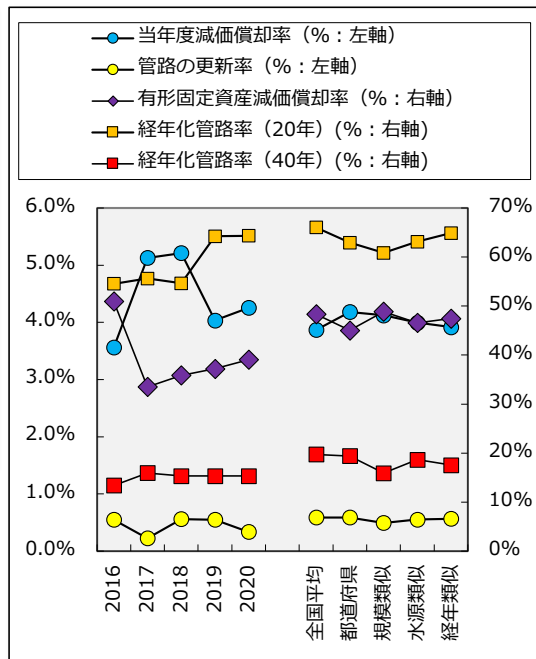 当年度減価償却率（%：左軸）
管路の更新率（%：左軸）
有形固定資産減価償却率（%：右軸）
経年化管路率（20年）(%：右軸)
経年化管路率（40年）(%：右軸)
6.0%
5.0%
4.0%
3.0%
2.0%
1.0%
0.0%
70%
60%
50%
40%
30%
20%
10%
0%
2016
2017
2018
2019
2020
全国平均
都道府県
規模類似
水源類似
経年類似